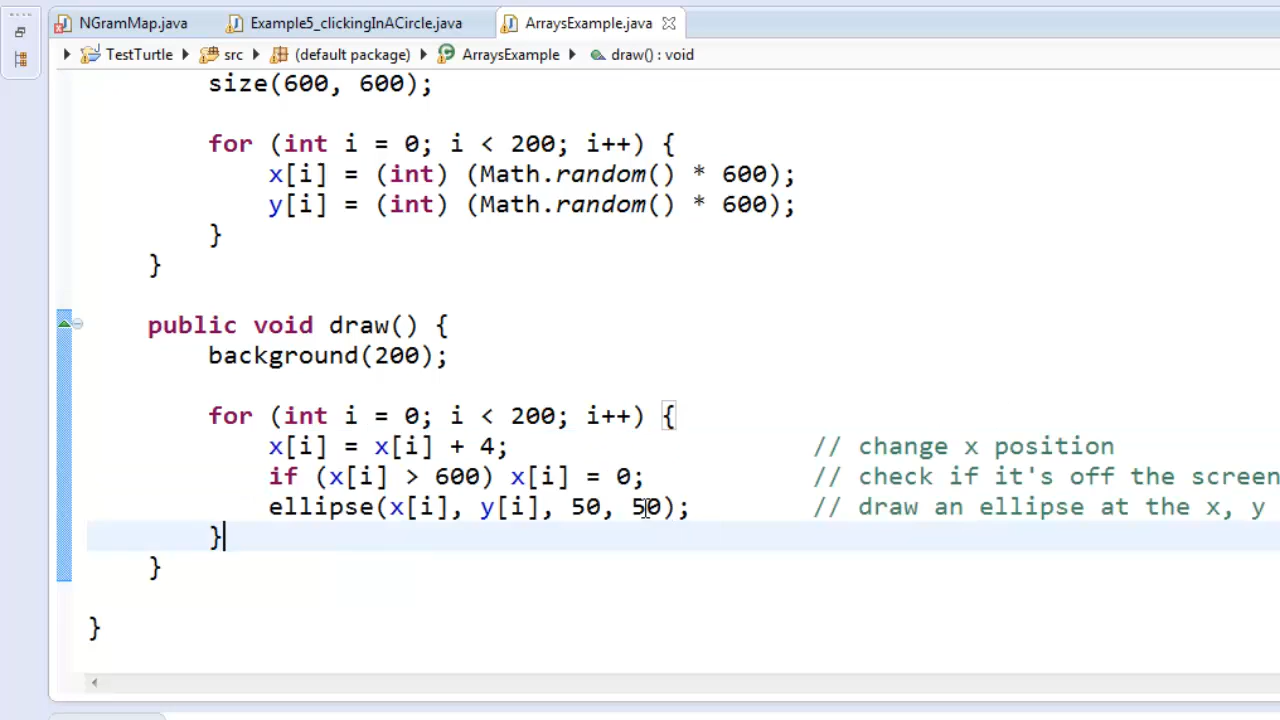 NGramMap.java Example5_clickingInACircle.java ArraysExample.java
TestTurtle src (default package) ArraysExample draw() : void
size(600, 600);
for (int i = 0; i < 200; i++) {
x[i] = (int) (Math.random() * 600);
y[i] = (int) (Math.random() * 600);
}
}
public void draw() {
background(200);
for (int i = 0; i < 200; i++) {
x[i] = x[i] + 4; // change x position
if (x[i] > 600) x[i] = 0; // check if it's off the screen
ellipse(x[i], y[i], 50, 50); // draw an ellipse at the x, y
}
}
}